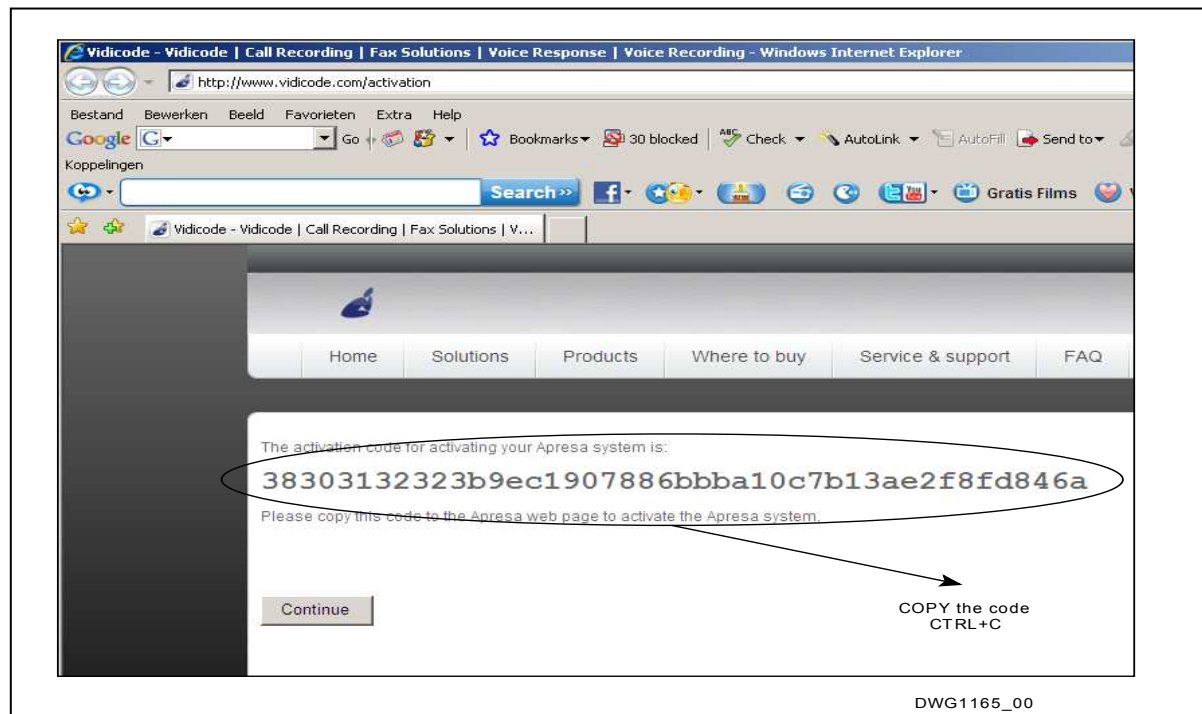 Vidicode - Vidicode | Call Recording | Fax Solutions | Voice Response | Voice Recording - Windows Internet Explorer
http://www.vidicode.com/activation
Bestand Bewerken Beeld Favorieten Extra Help
Google G Go Bookmarks 30 blocked ABC Check AutoLink AutoFill Send to
Koppelingen
Search »
f You Gratis Films
Vidicode - Vidicode | Call Recording | Fax Solutions | V...
Home Solutions Products Where to buy Service & support FAQ
The activation code for activating your Apresa system is:
38303132323b9ec1907886bbba10c7b13ae2f8fd846a
Please copy this code to the Apresa web page to activate the Apresa system.
Continue
COPY the code
CTRL+C
DWG1165_00